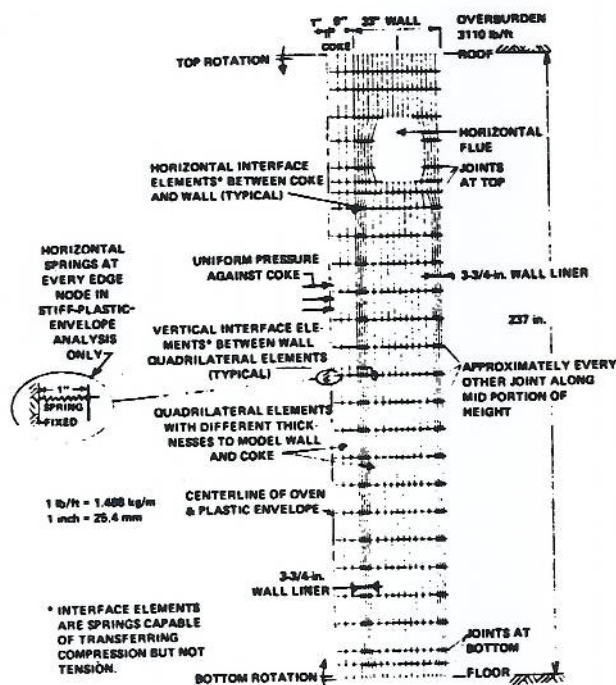 1" 9" 33" WALL
COKE
OVERBURDEN
3110 lb/ft
ROOF
TOP ROTATION
HORIZONTAL
FLUE
JOINTS
AT TOP
HORIZONTAL INTERFACE
ELEMENTS* BETWEEN COKE
AND WALL (TYPICAL)
HORIZONTAL
SPRINGS AT
EVERY EDGE
NODE IN
STIFF-PLASTIC-
ENVELOPE
ANALYSIS
ONLY
UNIFORM PRESSURE
AGAINST COKE
3-3/4-in. WALL LINER
237 in.
VERTICAL INTERFACE ELE-
MENTS* BETWEEN WALL
QUADRILATERAL ELEMENTS
(TYPICAL)
APPROXIMATELY EVERY
OTHER JOINT ALONG
MID PORTION OF
HEIGHT
1"
SPRING
FIXED
QUADRILATERAL ELEMENTS
WITH DIFFERENT THICK-
NESSES TO MODEL WALL
AND COKE
1 lb/ft = 1.488 kg/m
1 inch = 25.4 mm
CENTERLINE OF OVEN
& PLASTIC ENVELOPE
3-3/4-in.
WALL LINER
* INTERFACE ELEMENTS
ARE SPRINGS CAPABLE
OF TRANSFERRING
COMPRESSION BUT NOT
TENSION.
JOINTS AT
BOTTOM
BOTTOM ROTATION
FLOOR